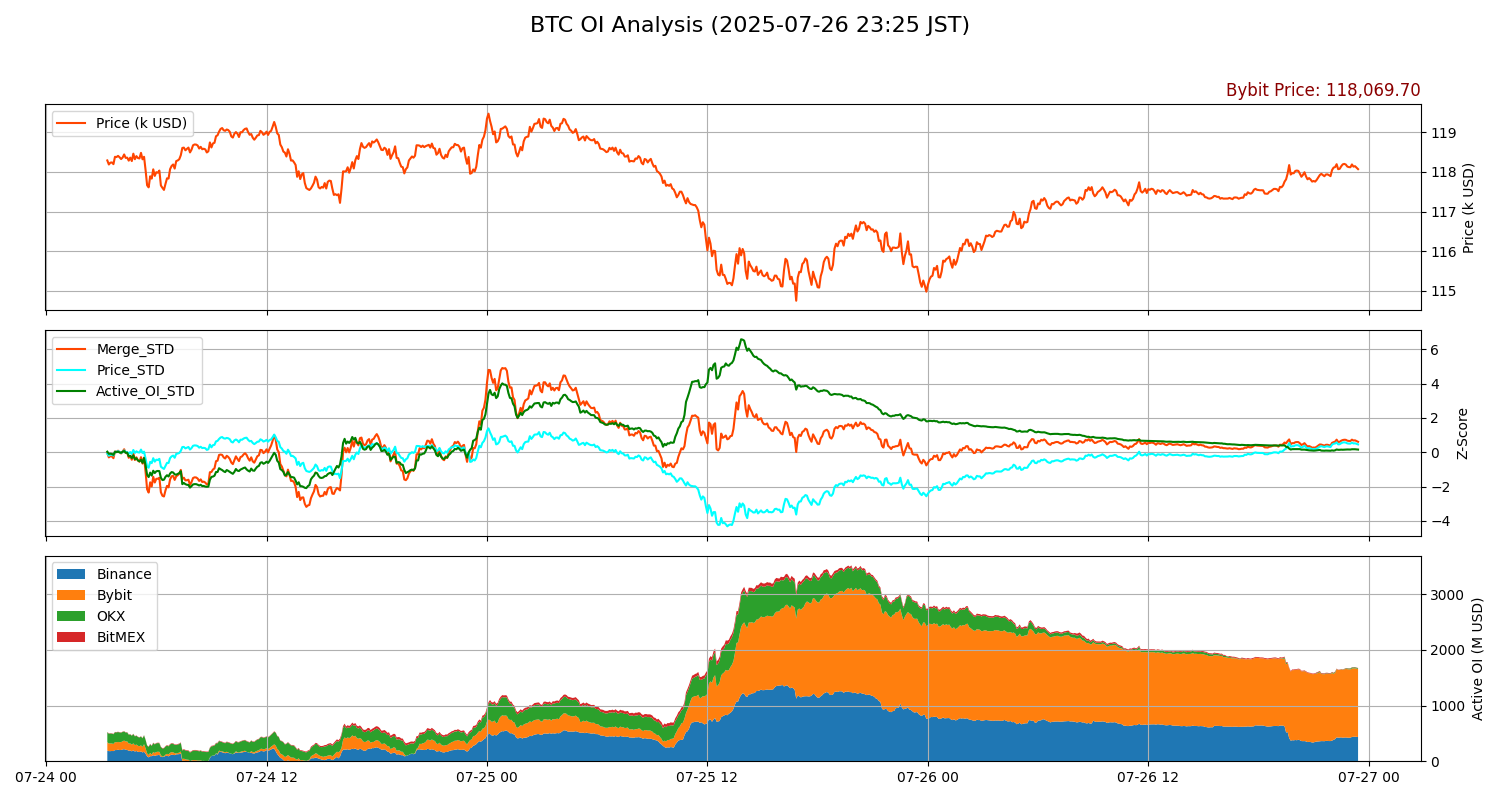 BTC OI Analysis (2025-07-26 23:25 JST)
Bybit Price: 118,069.70
Price (k USD)
119
118
117
116
115
Price (k USD)
Merge_STD
Price_STD
Active_OI_STD
6
4
2
0
−2
−4
Z-Score
Binance
Bybit
OKX
BitMEX
3000
2000
1000
0
Active OI (M USD)
07-24 00
07-24 12
07-25 00
07-25 12
07-26 00
07-26 12
07-27 00